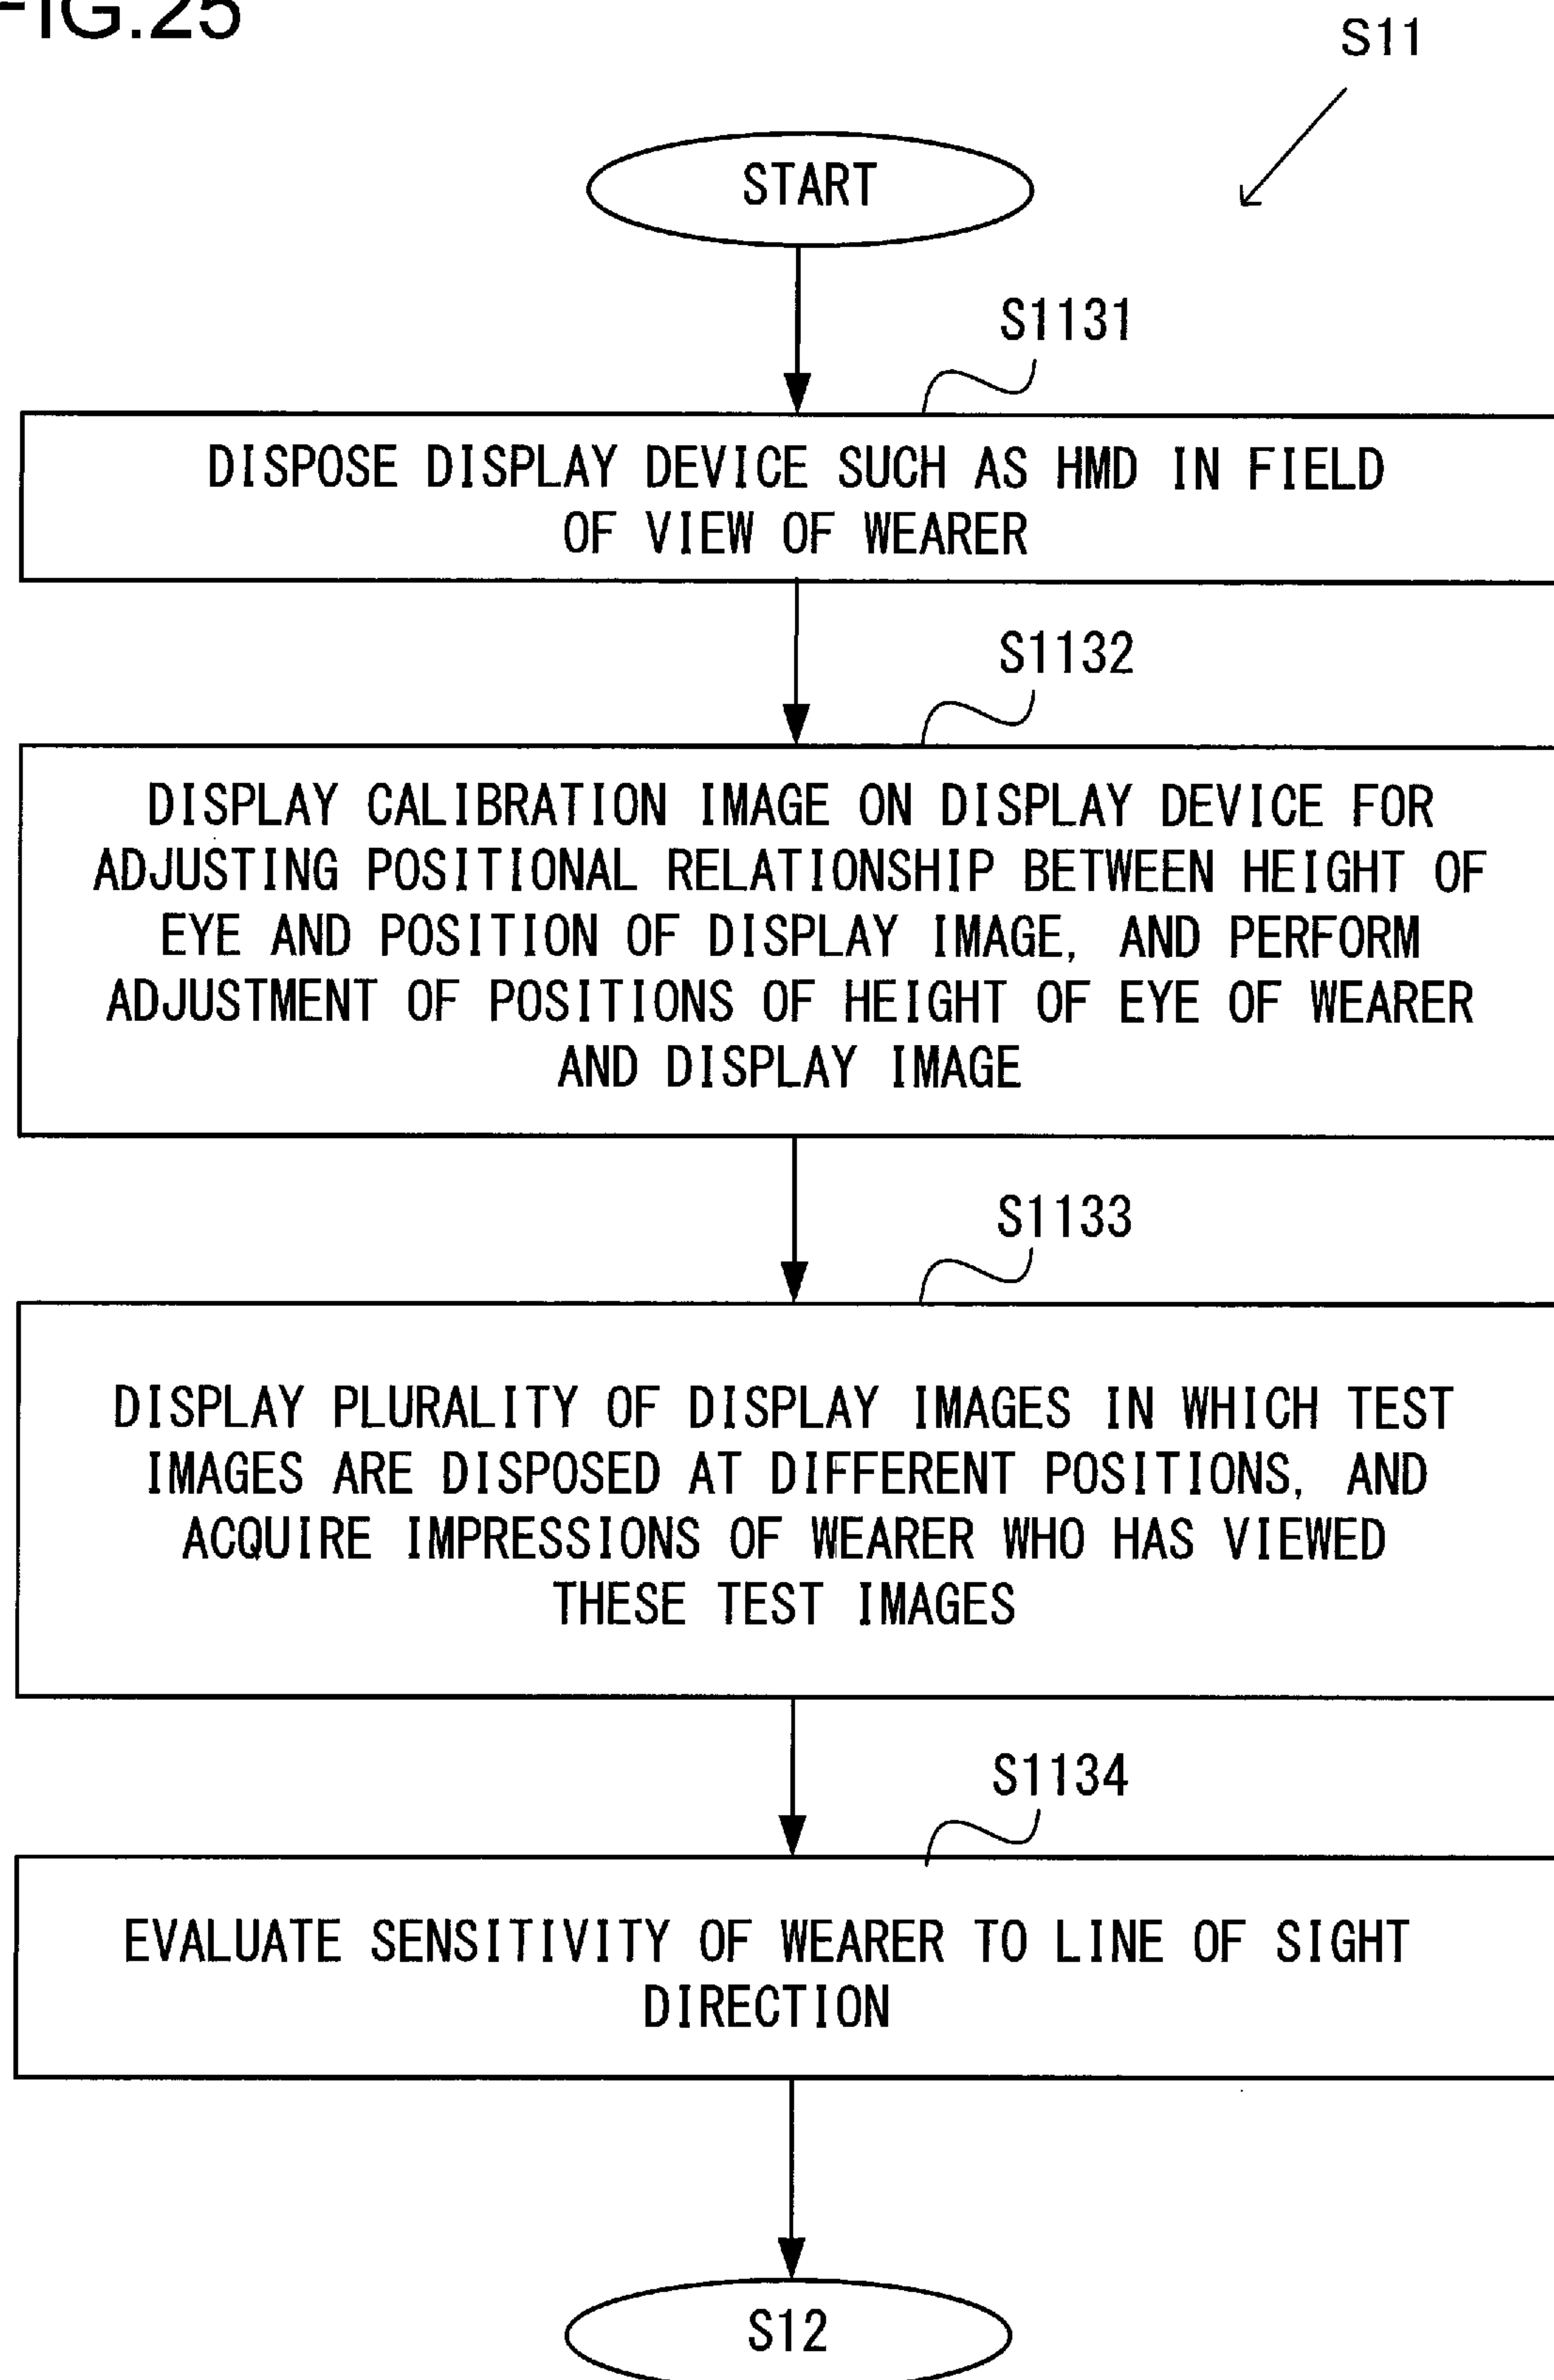 FIG.25
S11
START
S1131
DISPOSE DISPLAY DEVICE SUCH AS HMD IN FIELD
OF VIEW OF WEARER
S1132
DISPLAY CALIBRATION IMAGE ON DISPLAY DEVICE FOR
ADJUSTING POSITIONAL RELATIONSHIP BETWEEN HEIGHT OF
EYE AND POSITION OF DISPLAY IMAGE, AND PERFORM
ADJUSTMENT OF POSITIONS OF HEIGHT OF EYE OF WEARER
AND DISPLAY IMAGE
S1133
DISPLAY PLURALITY OF DISPLAY IMAGES IN WHICH TEST
IMAGES ARE DISPOSED AT DIFFERENT POSITIONS, AND
ACQUIRE IMPRESSIONS OF WEARER WHO HAS VIEWED
THESE TEST IMAGES
S1134
EVALUATE SENSITIVITY OF WEARER TO LINE OF SIGHT
DIRECTION
S12